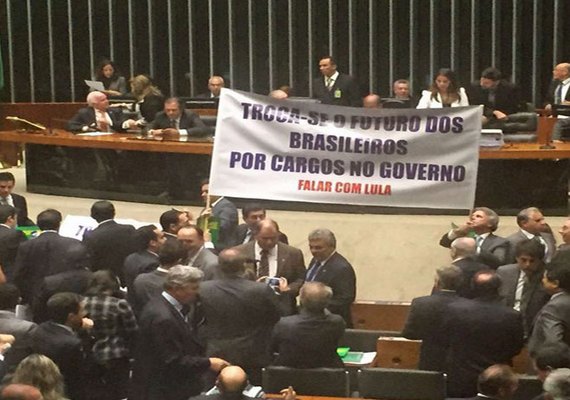 TROCA-SE O FUTURO DOS
BRASILEIROS
POR CARGOS NO GOVERNO
FALAR COM LULA